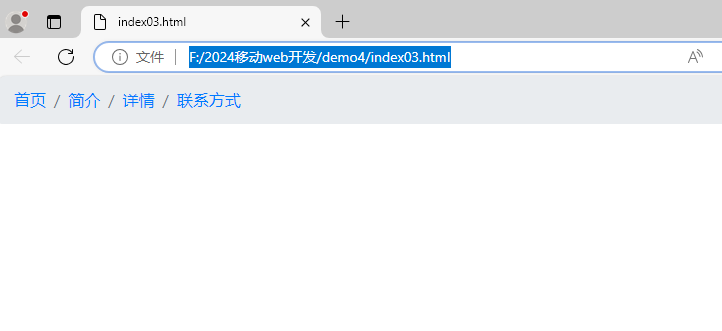 index03.html
文件 F:/2024移动web开发/demo4/index03.html
首页 / 简介 / 详情 / 联系方式